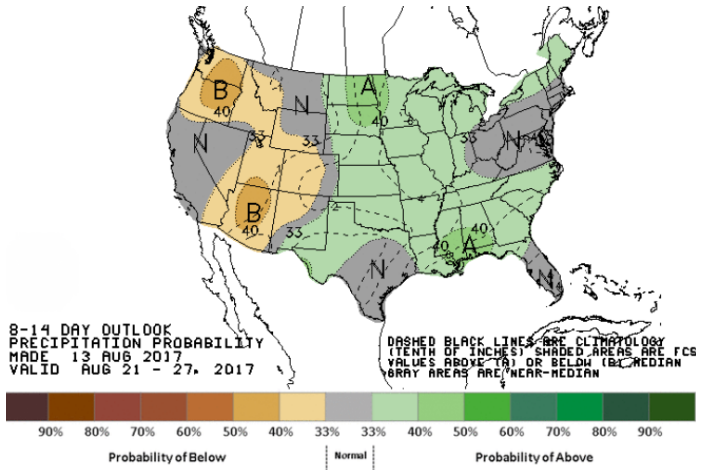 B
40
N
A
40
N
33
33
33
N
B
40
33
40
40
A
N
N
8-14 DAY OUTLOOK
PRECIPITATION PROBABILITY
MADE 13 AUG 2017
VALID AUG 21 - 27, 2017
DASHED BLACK LINES ARE CLIMATOLOGY
(TENTH OF INCHES) SHADED AREAS ARE FCS
VALUES ABOVE (A) OR BELOW (B) MEDIAN
GRAY AREAS ARE NEAR-MEDIAN
90% 80% 70% 60% 50% 40% 33% 33% 40% 50% 60% 70% 80% 90%
Probability of Below Normal Probability of Above